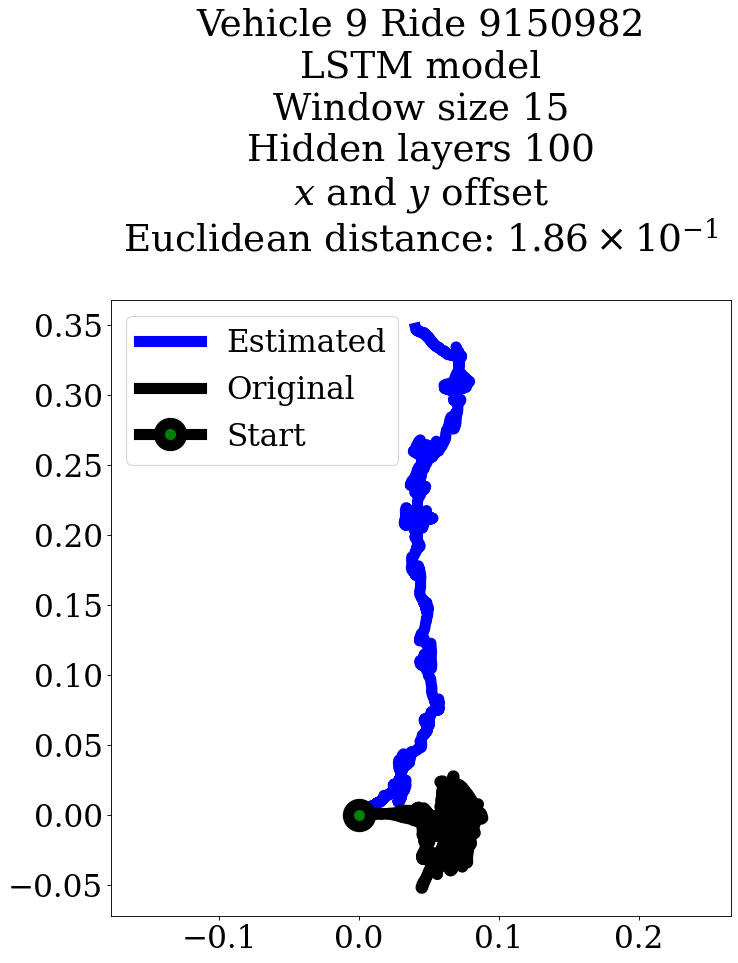 Vehicle 9 Ride 9150982
LSTM model
Window size 15
Hidden layers 100
x and y offset
Euclidean distance: 1.86 × 10⁻¹
Estimated
Original
Start
0.35
0.30
0.25
0.20
0.15
0.10
0.05
0.00
−0.05
−0.1 0.0 0.1 0.2